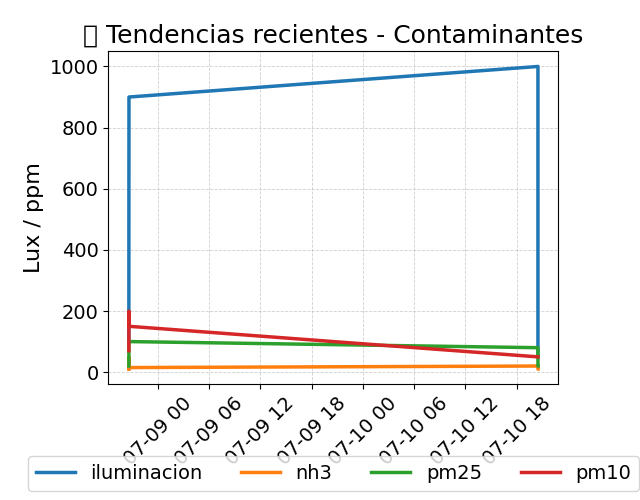 Tendencias recientes - Contaminantes
Lux / ppm
1000
800
600
400
200
0
07-09 00
07-09 06
07-09 12
07-09 18
07-10 00
07-10 06
07-10 12
07-10 18
iluminacion
nh3
pm25
pm10